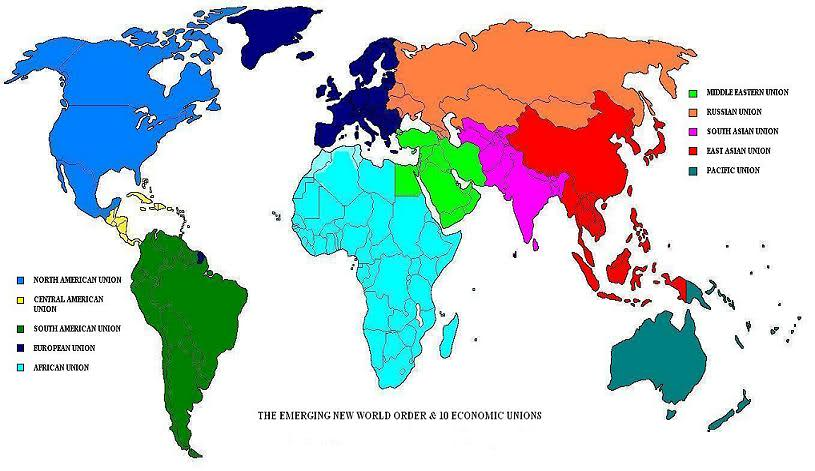 MIDDLE EASTERN UNION
RUSSIAN UNION
SOUTH ASIAN UNION
EAST ASIAN UNION
PACIFIC UNION
NORTH AMERICAN UNION
CENTRAL AMERICAN
UNION
SOUTH AMERICAN UNION
EUROPEAN UNION
AFRICAN UNION
THE EMERGING NEW WORLD ORDER & 10 ECONOMIC UNIONS